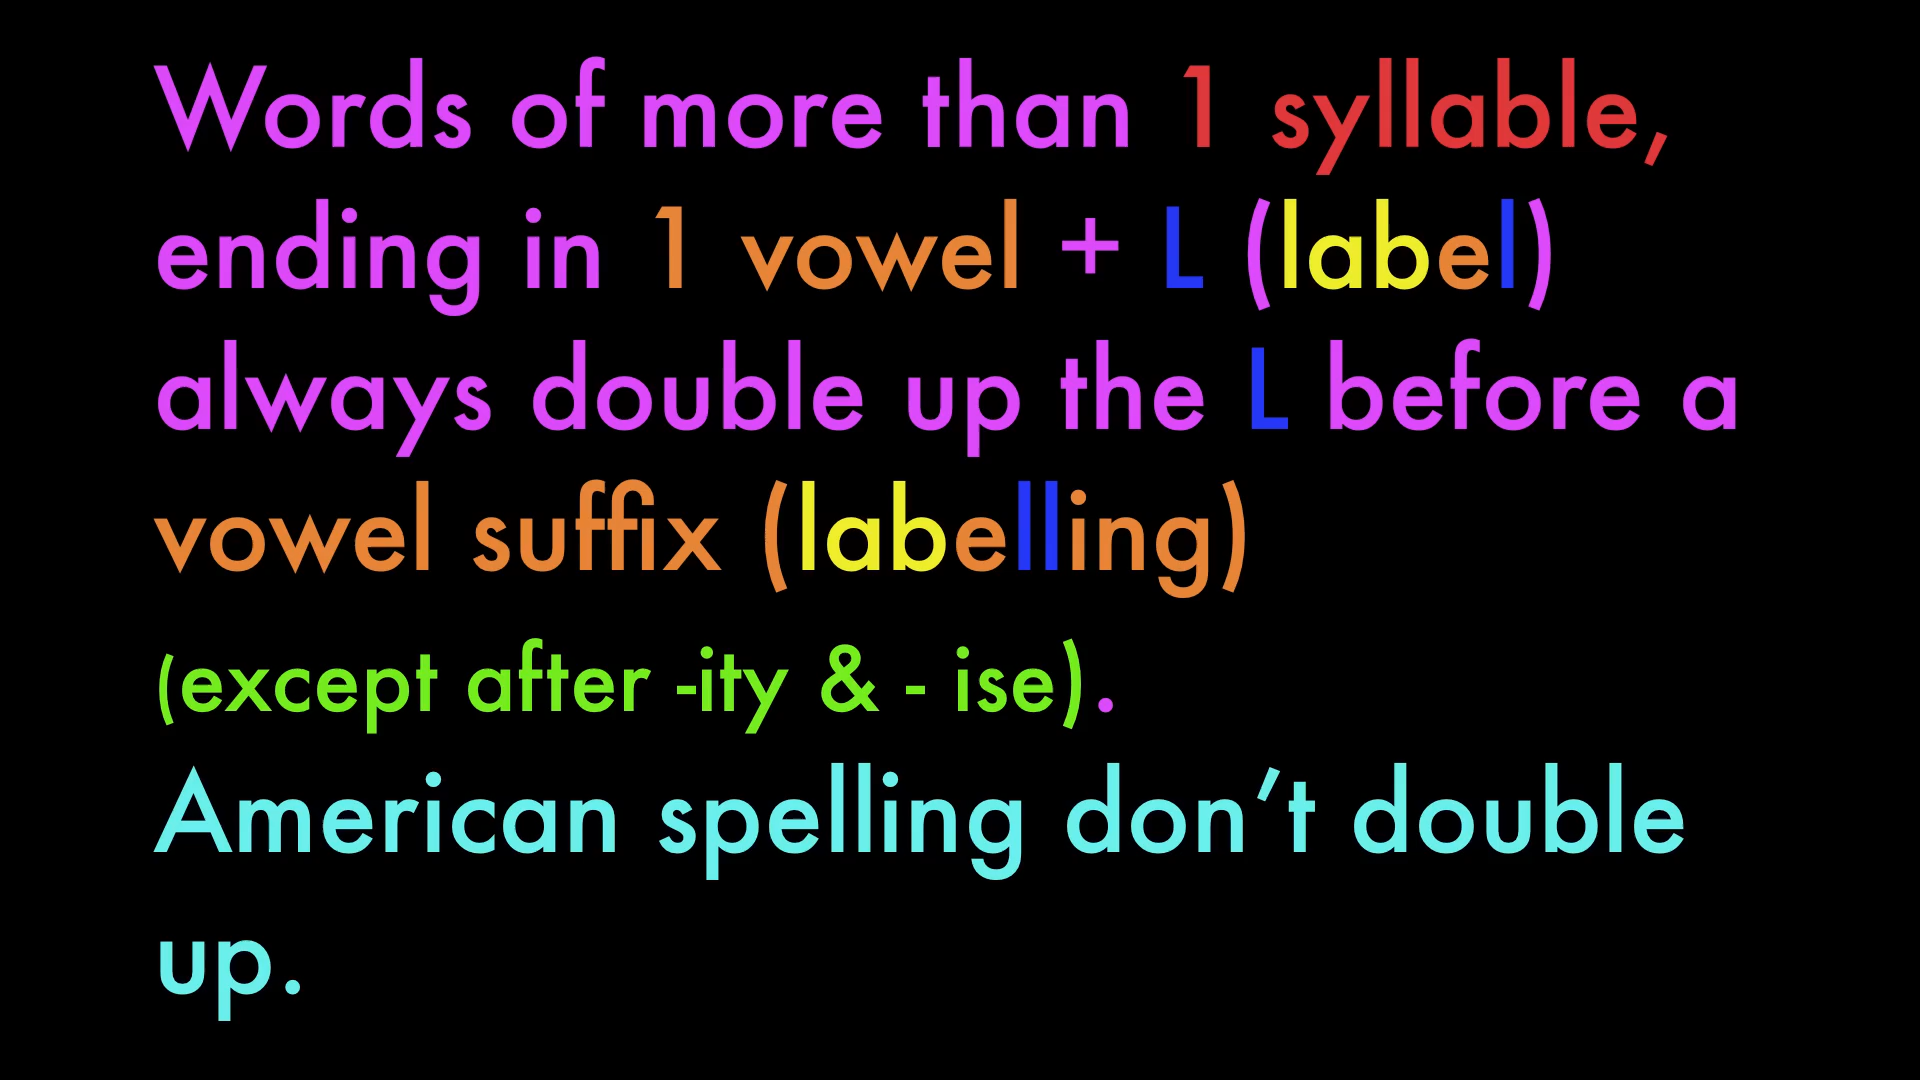 Words of more than 1 syllable,
ending in 1 vowel + L (label)
always double up the L before a
vowel suffix (labelling)
(except after -ity & - ise).
American spelling don’t double
up.